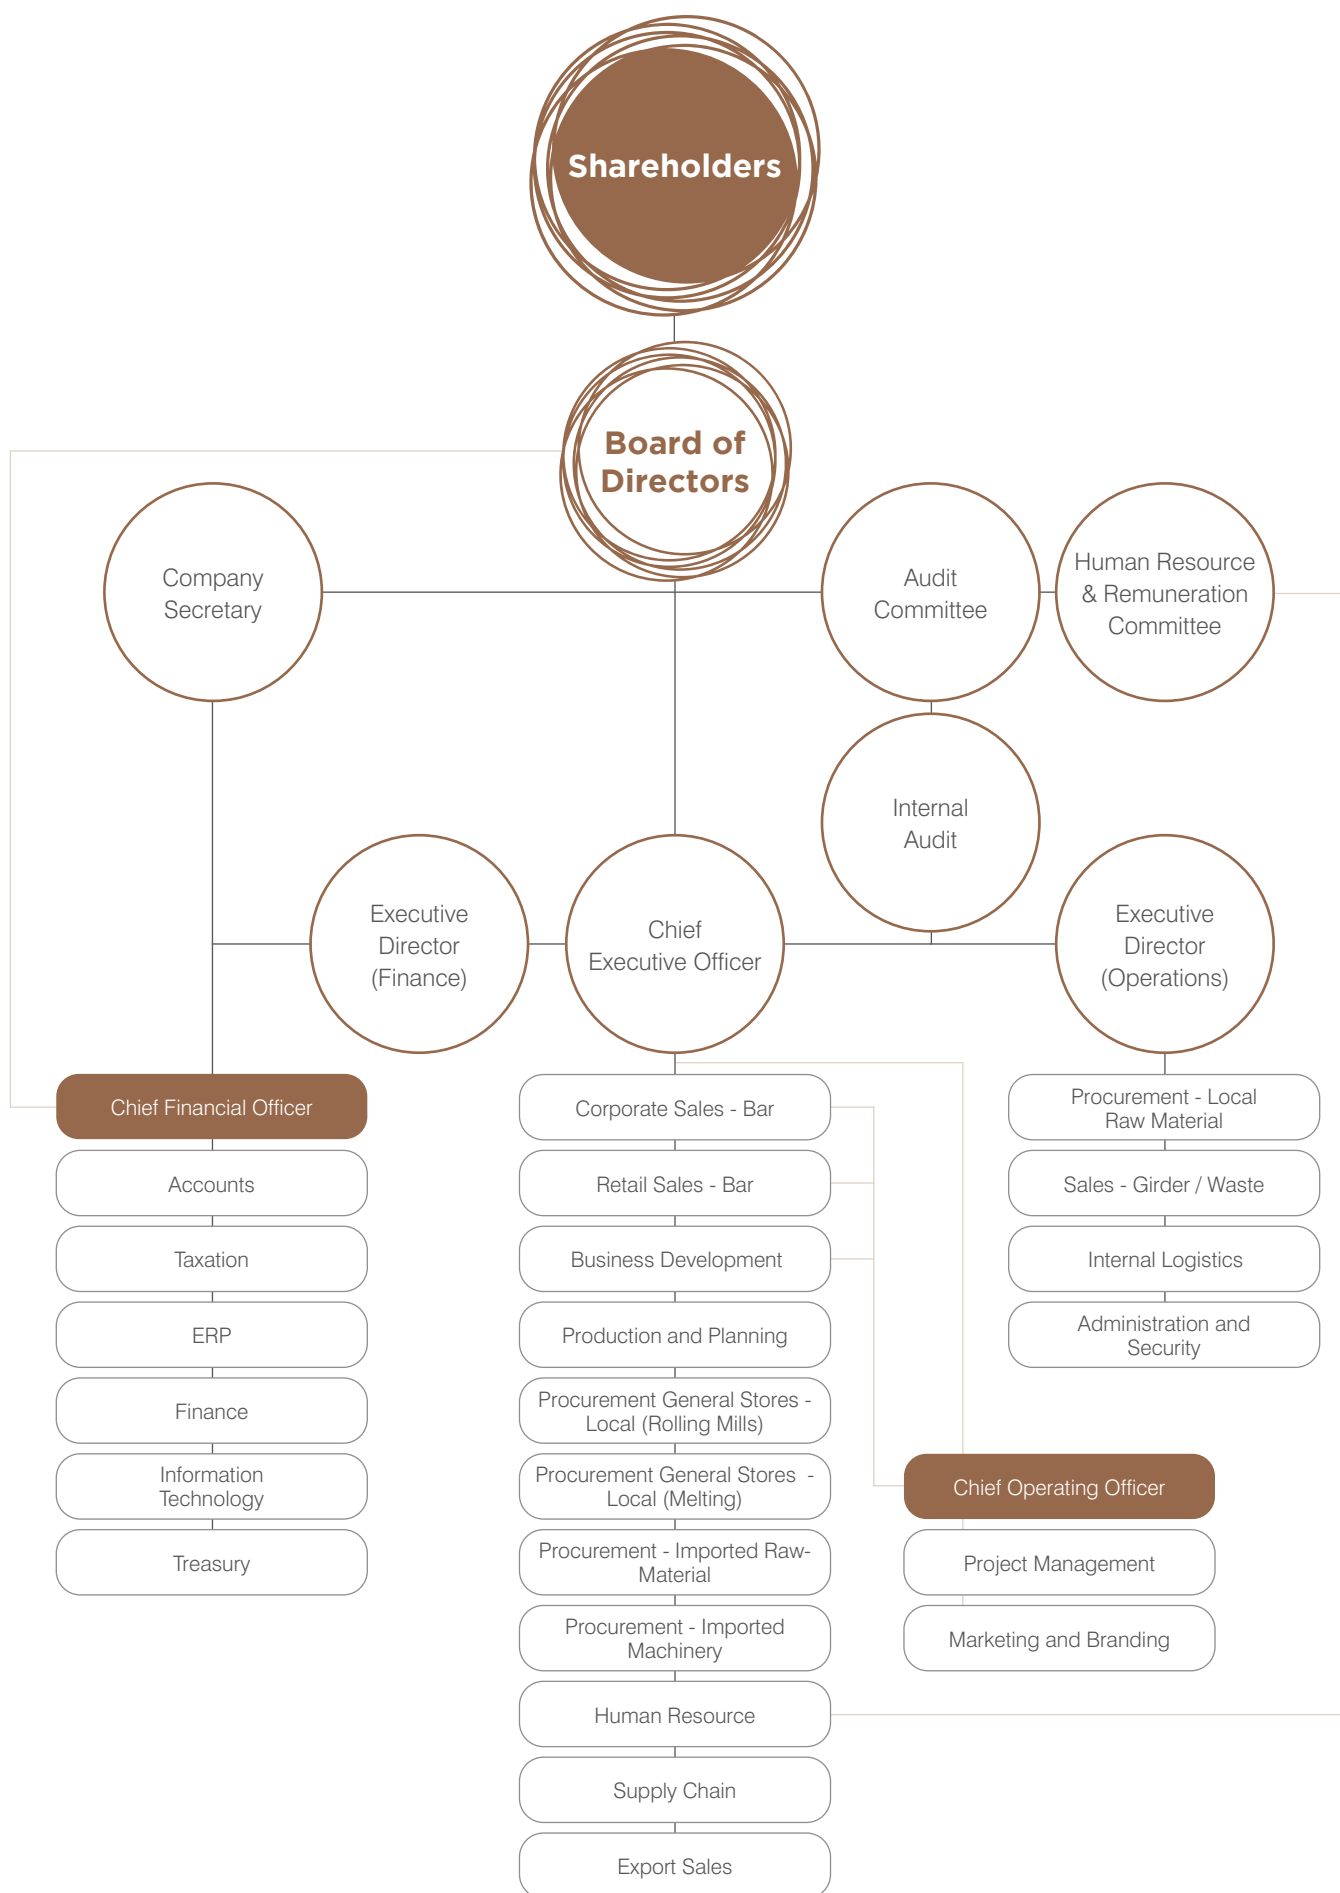 Shareholders
Board of
Directors
Company
Secretary
Audit
Committee
Human Resource
& Remuneration
Committee
Internal
Audit
Executive
Director
(Finance)
Chief
Executive Officer
Executive
Director
(Operations)
Chief Financial Officer
Accounts
Taxation
ERP
Finance
Information
Technology
Treasury
Corporate Sales - Bar
Retail Sales - Bar
Business Development
Production and Planning
Procurement General Stores -
Local (Rolling Mills)
Procurement General Stores -
Local (Melting)
Procurement - Imported Raw-
Material
Procurement - Imported
Machinery
Human Resource
Supply Chain
Export Sales
Chief Operating Officer
Project Management
Marketing and Branding
Procurement - Local
Raw Material
Sales - Girder / Waste
Internal Logistics
Administration and
Security